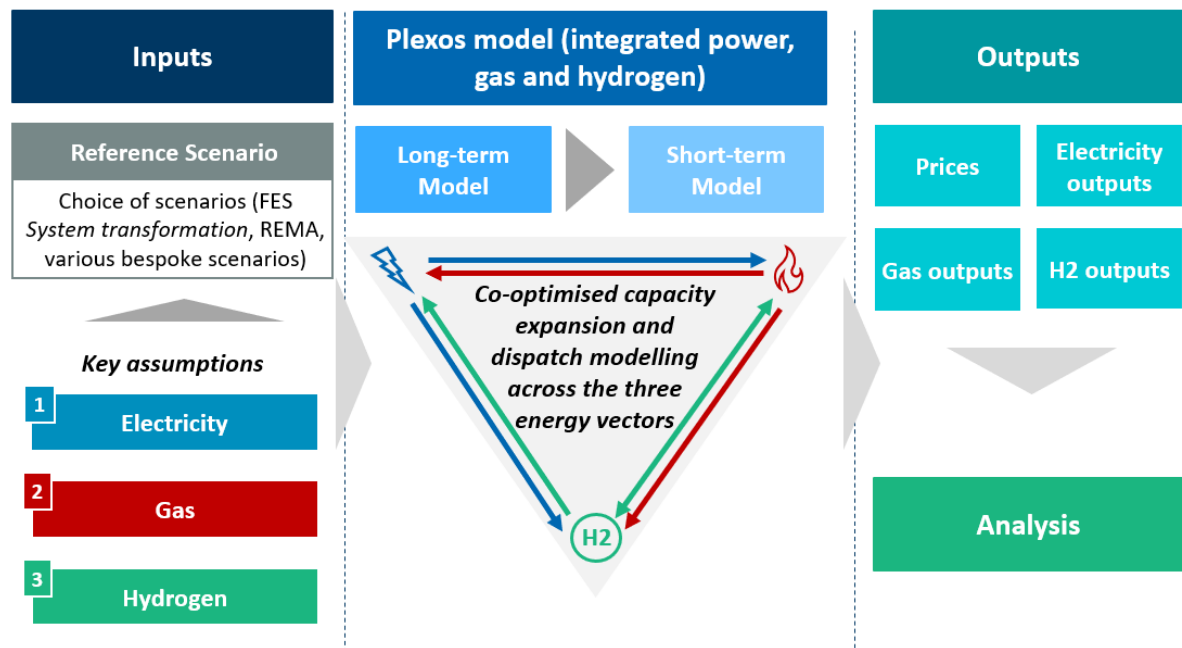 Inputs
Reference Scenario
Choice of scenarios (FES
System transformation, REMA,
various bespoke scenarios)
Key assumptions
1
Electricity
2
Gas
3
Hydrogen
Plexos model (integrated power,
gas and hydrogen)
Long-term
Model
Short-term
Model
Co-optimised capacity
expansion and
dispatch modelling
across the three
energy vectors
H2
Outputs
Prices
Electricity
outputs
Gas outputs
H2 outputs
Analysis